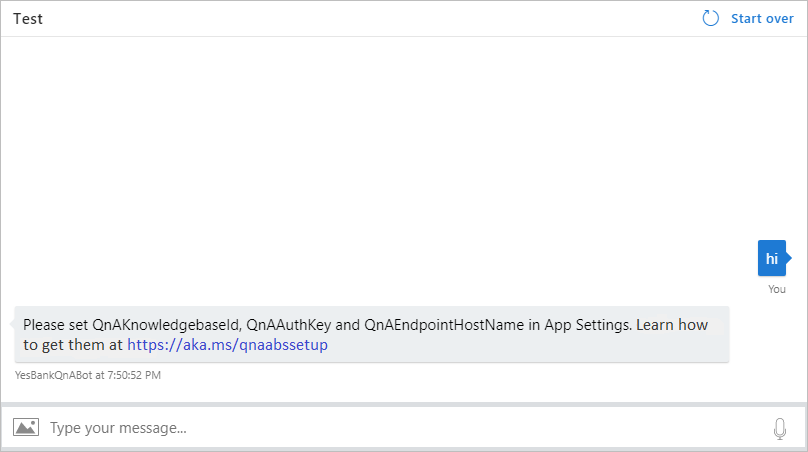 Test
Start over
hi
You
Please set QnAKnowledgebaseId, QnAAuthKey and QnAEndpointHostName in App Settings. Learn how
to get them at https://aka.ms/qnaabssetup
YesBankQnABot at 7:50:52 PM
Type your message...